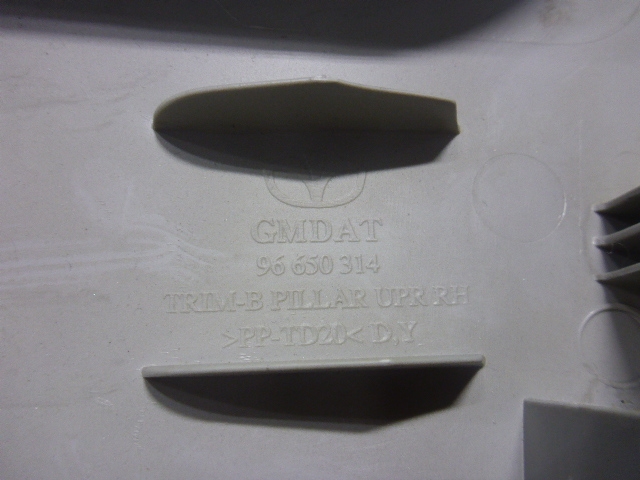 GMDAT
96 650 314
TRIM-B PILLAR UPR RH
>PP-TD20< D,Y